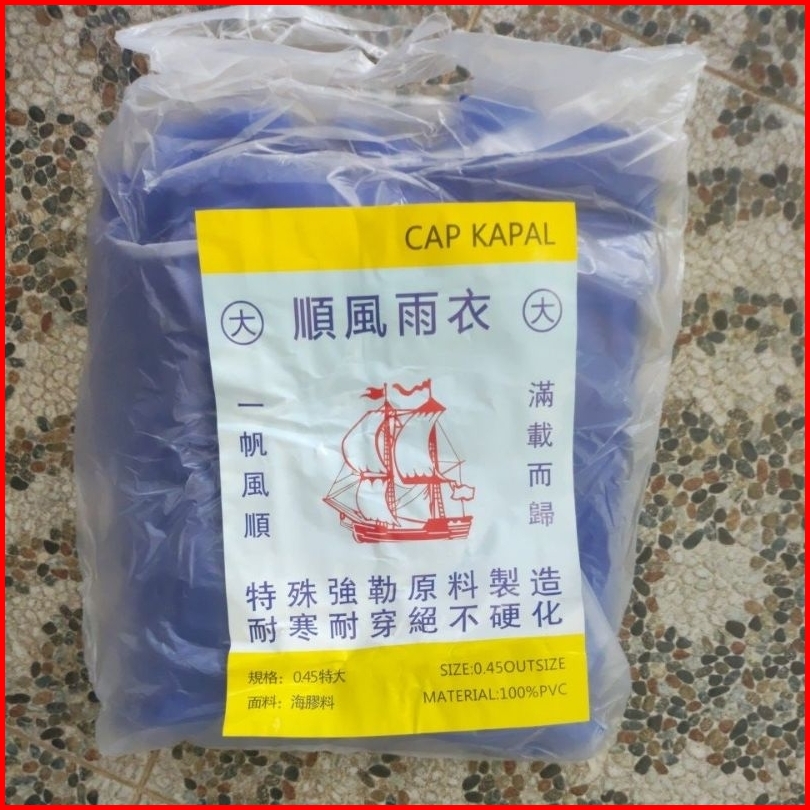 CAP KAPAL
大 順風雨衣 大
一帆風順
滿載而歸
特殊強勒原料製造
耐寒耐穿絕不硬化
規格：0.45特大
SIZE:0.45OUTSIZE
面料：海膠料
MATERIAL:100%PVC